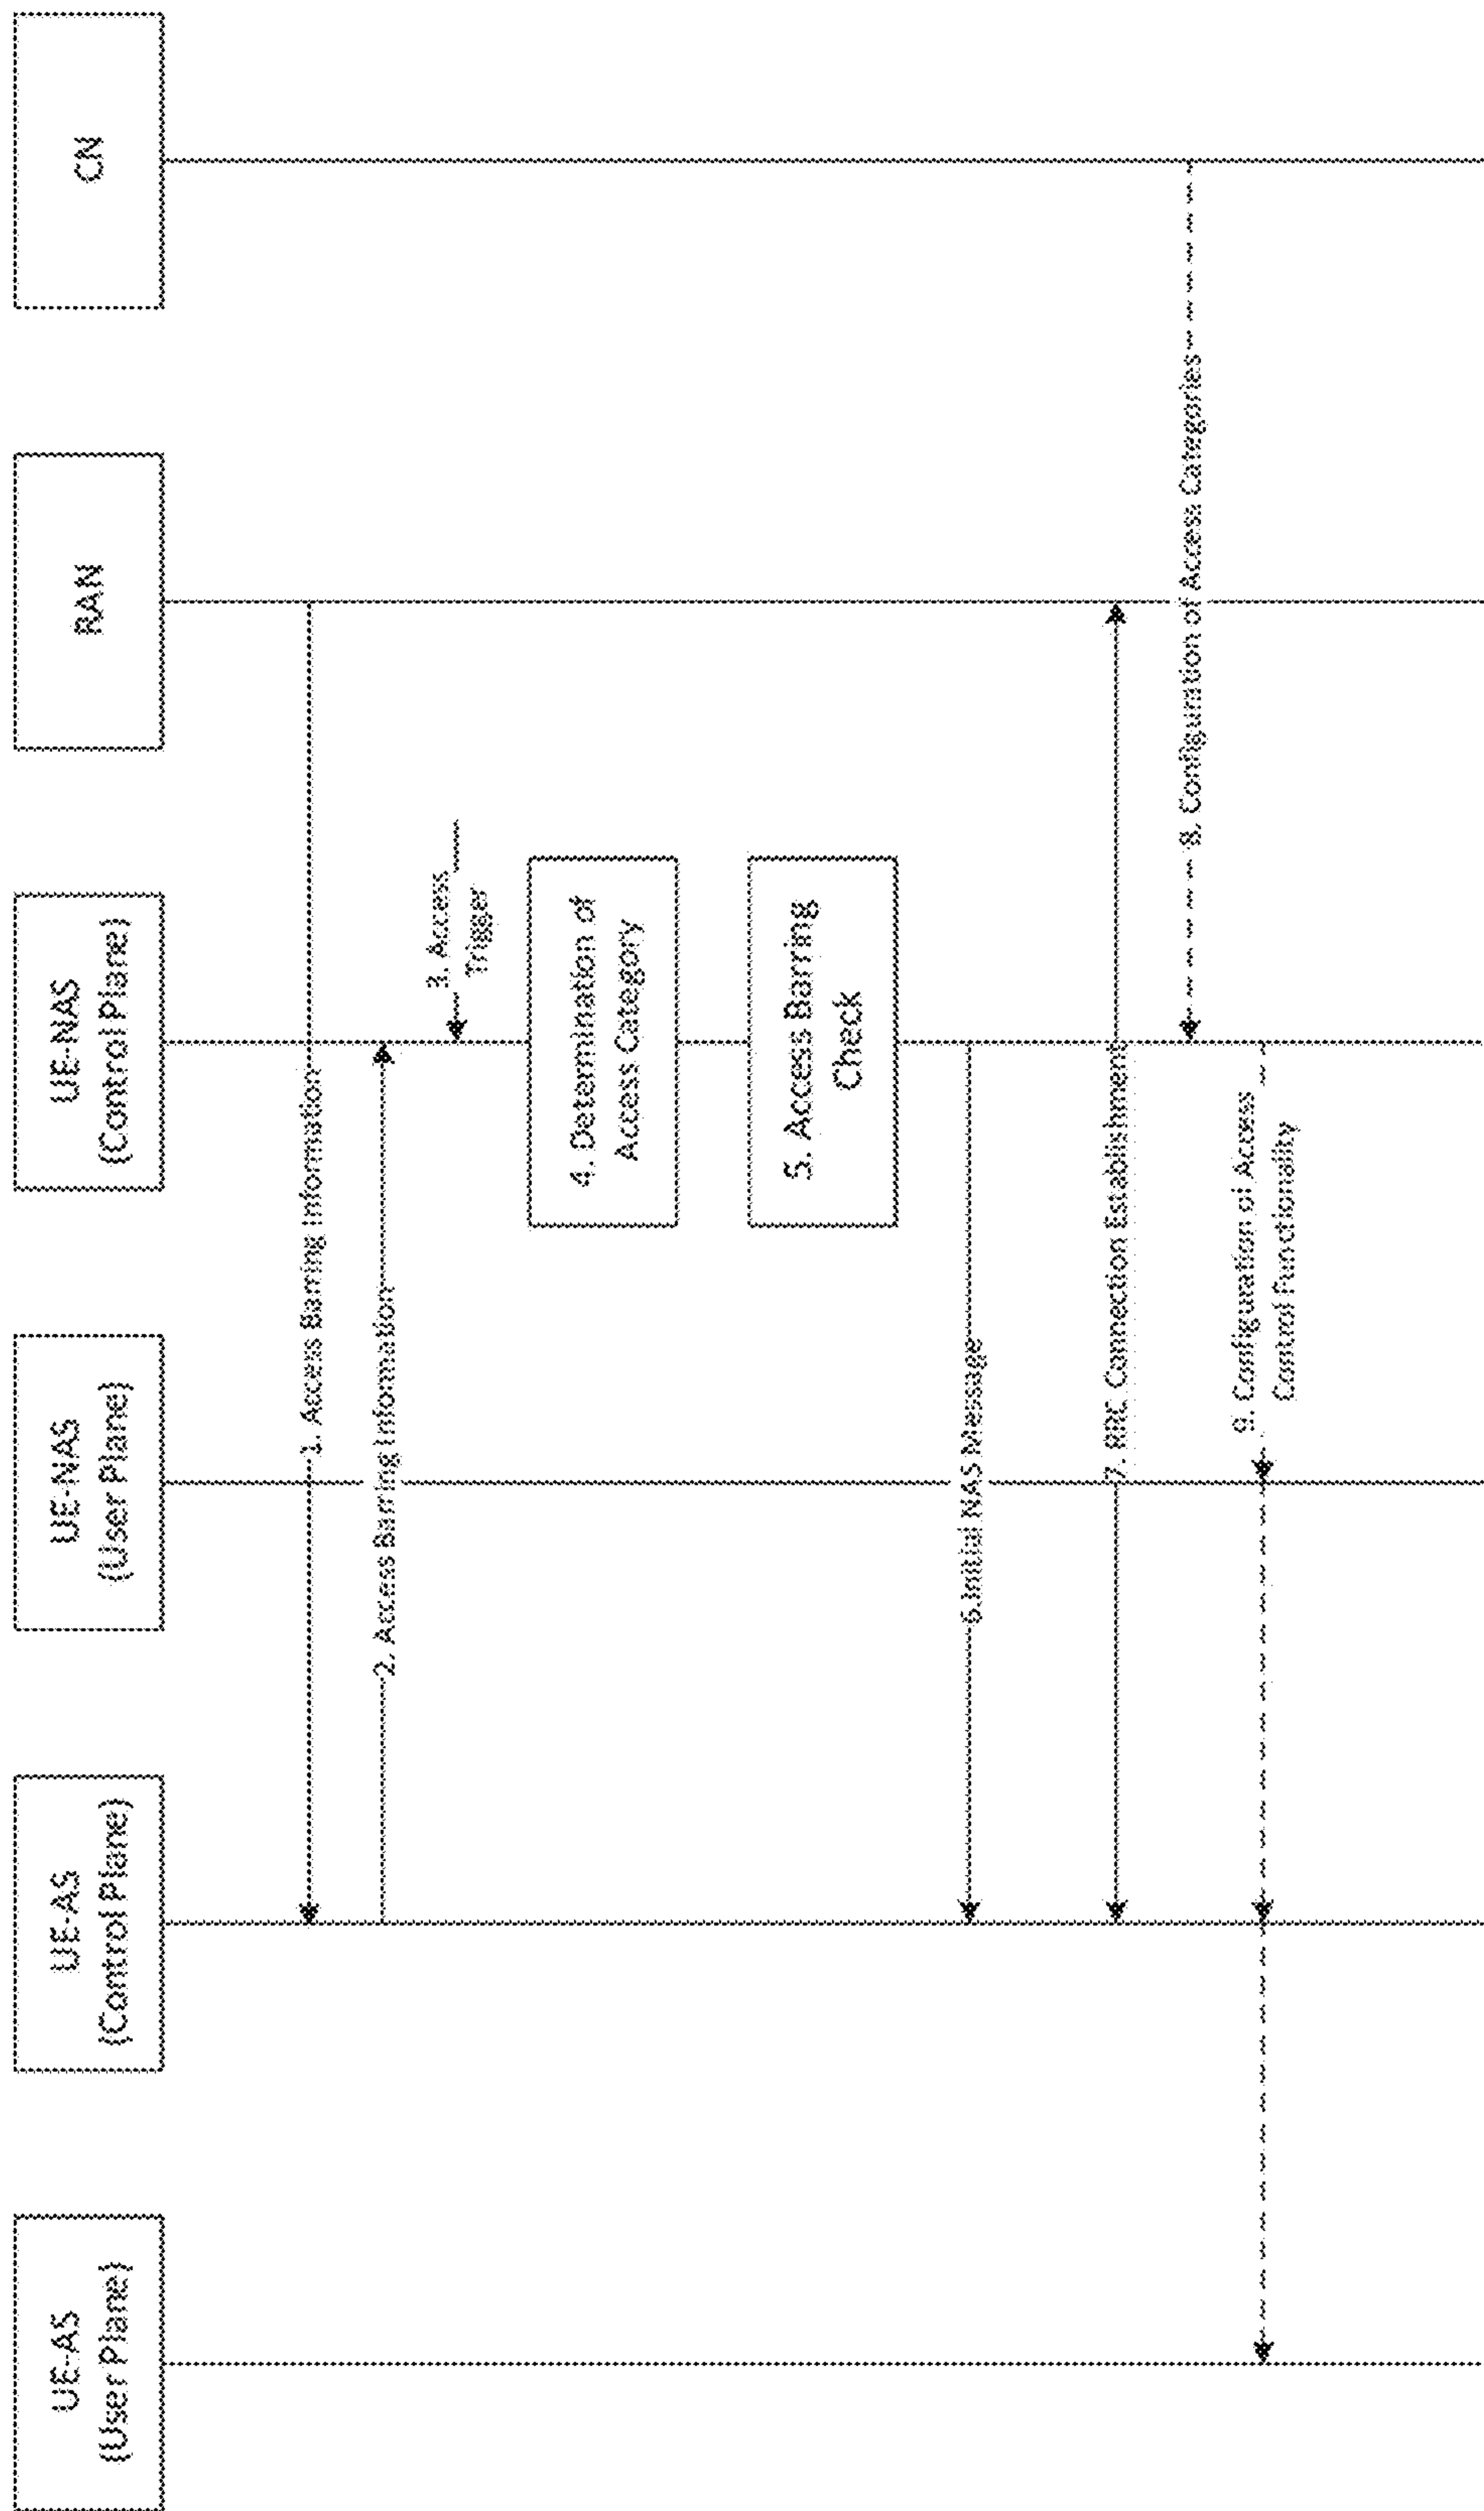 UE-AS
(User Plane)
UE-AS
(Control Plane)
UE-NAS
(User Plane)
UE-NAS
(Control Plane)
RAN
CN
1. Access Barring Information
2. Access Barring Information
3. Access
Trigger
4. Determination of
Access Category
5. Access Barring
Check
6.Initial NAS Message
7. RRC Connection Establishment
8. Configuration of Access Categories
9. Configuration of Access
Control Functionality